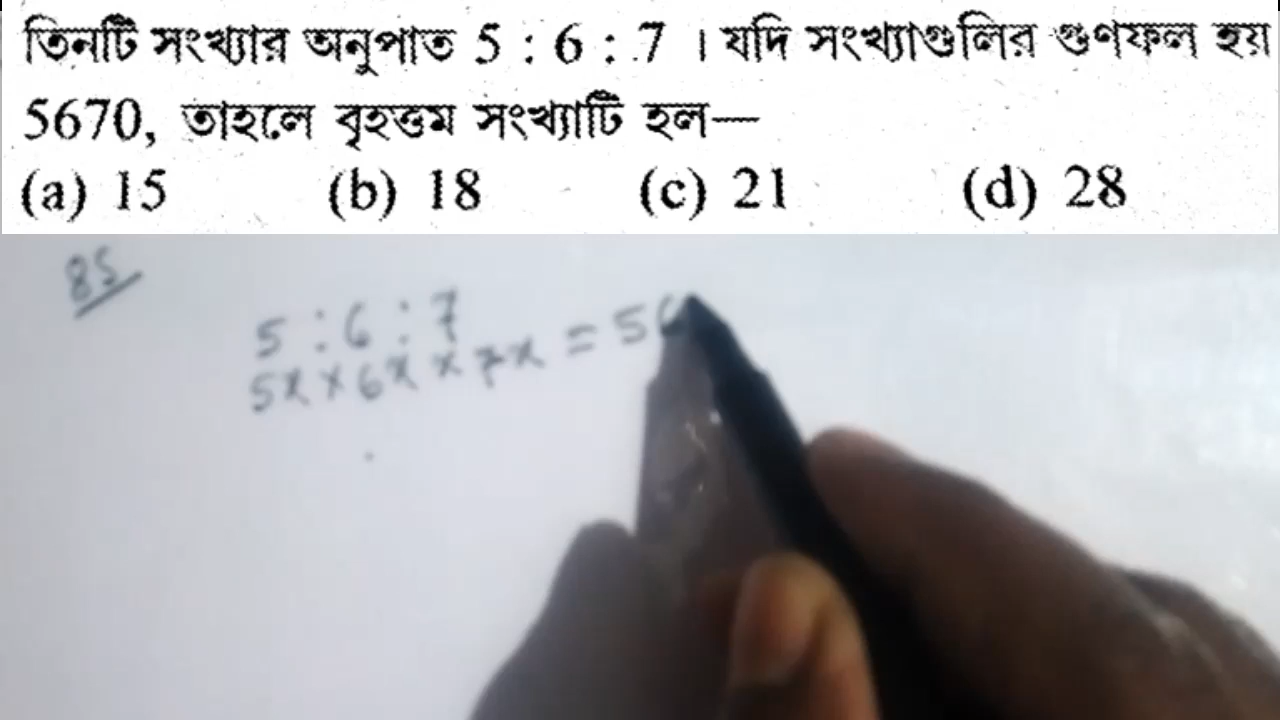 তিনটি সংখ্যার অনুপাত 5 : 6 : 7 । যদি সংখ্যাগুলির গুণফল হয়
5670, তাহলে বৃহত্তম সংখ্যাটি হল—
(a) 15 (b) 18 (c) 21 (d) 28
85
5 : 6 : 7
5x × 6x × 7x = 56